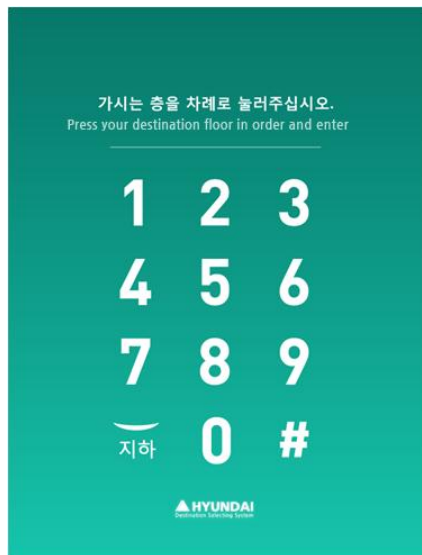 가시는 층을 차례로 눌러주십시오.
Press your destination floor in order and enter
1 2 3
4 5 6
7 8 9
지하 0 #
HYUNDAI
Destination Selecting System